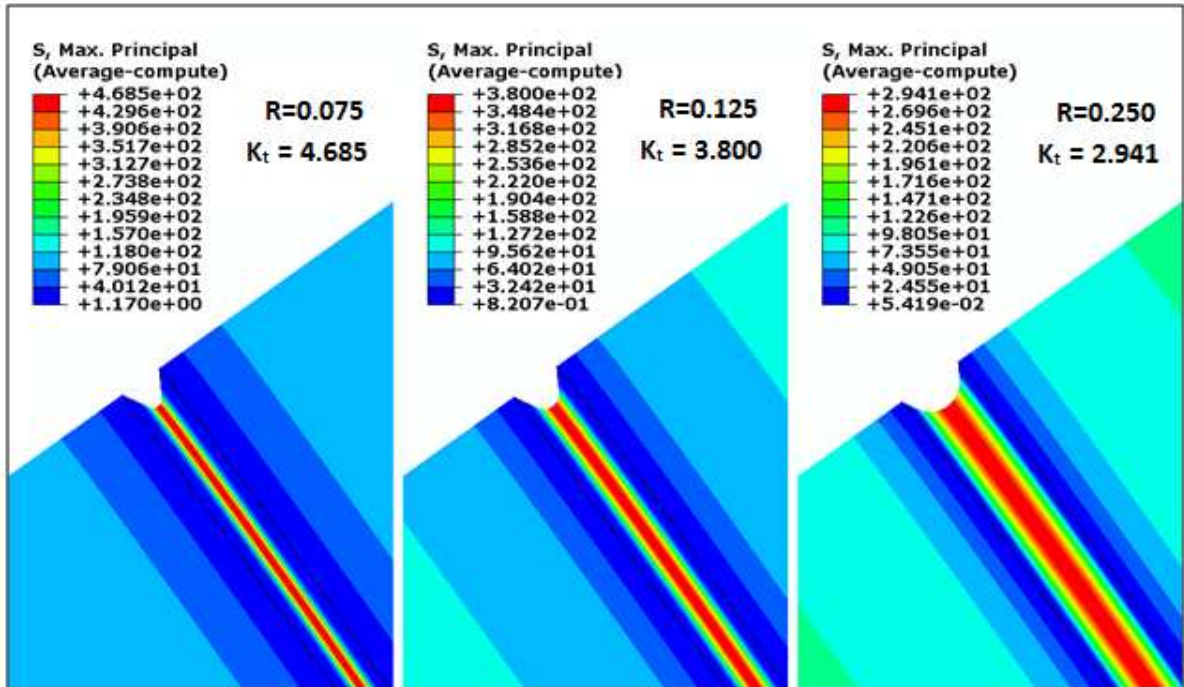 S, Max. Principal
(Average-compute)
+4.685e+02
+4.296e+02
+3.906e+02
+3.517e+02
+3.127e+02
+2.738e+02
+2.348e+02
+1.959e+02
+1.570e+02
+1.180e+02
+7.906e+01
+4.012e+01
+1.170e+00
R=0.075
Kₜ = 4.685
S, Max. Principal
(Average-compute)
+3.800e+02
+3.484e+02
+3.168e+02
+2.852e+02
+2.536e+02
+2.220e+02
+1.904e+02
+1.588e+02
+1.272e+02
+9.562e+01
+6.402e+01
+3.242e+01
+8.207e-01
R=0.125
Kₜ = 3.800
S, Max. Principal
(Average-compute)
+2.941e+02
+2.696e+02
+2.451e+02
+2.206e+02
+1.961e+02
+1.716e+02
+1.471e+02
+1.226e+02
+9.805e+01
+7.355e+01
+4.905e+01
+2.455e+01
+5.419e-02
R=0.250
Kₜ = 2.941